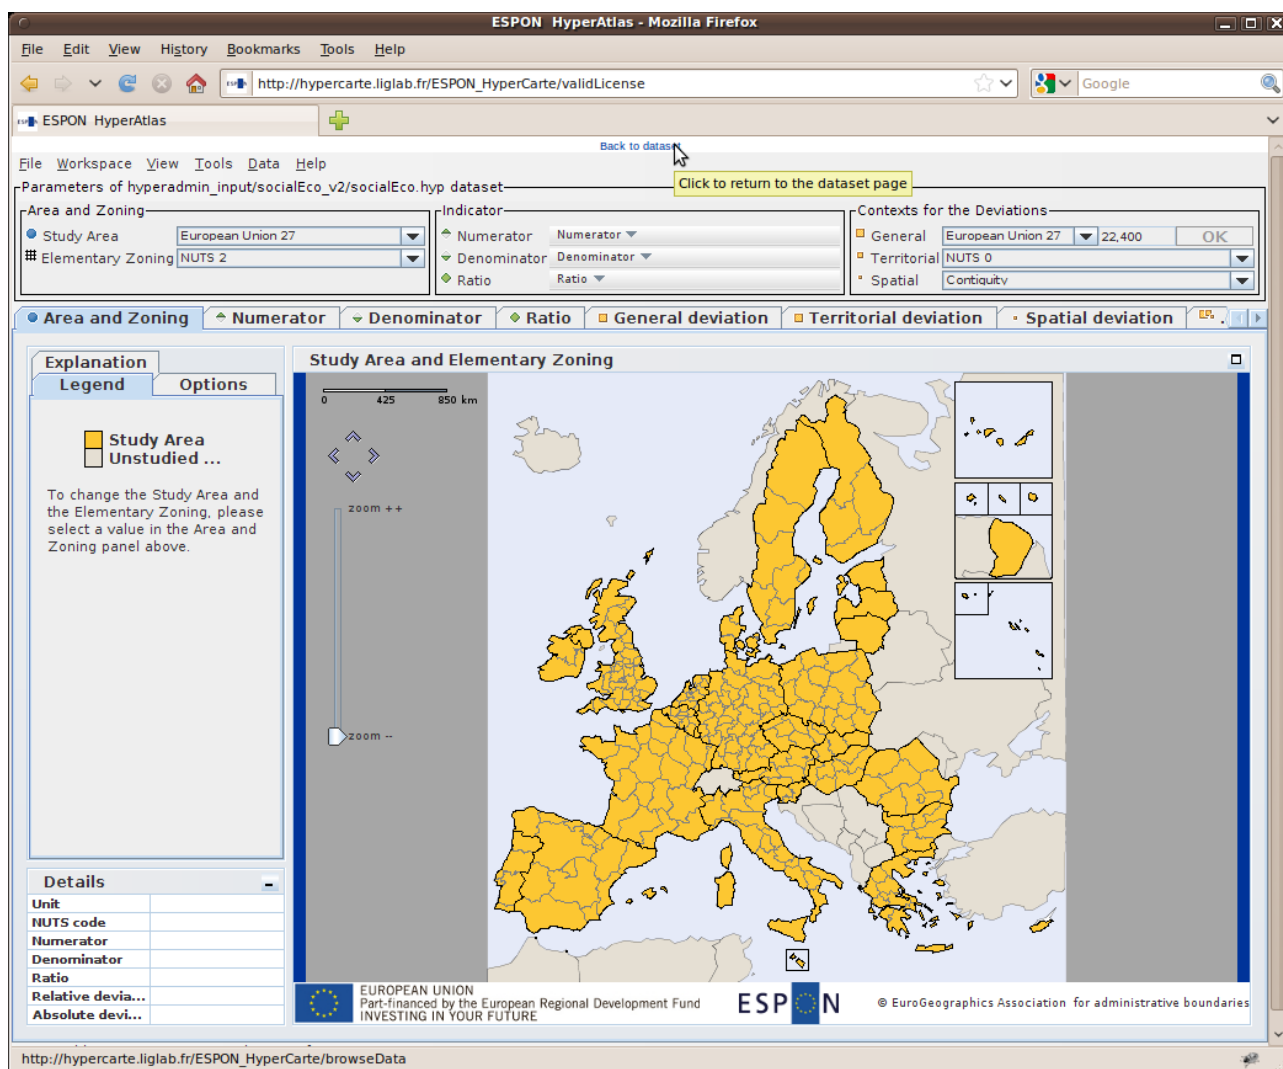 ESPON HyperAtlas - Mozilla Firefox
File Edit View History Bookmarks Tools Help
http://hypercarte.liglab.fr/ESPON_HyperCarte/validLicense
Google
ESPON HyperAtlas
Back to dataset
File Workspace View Tools Data Help
Parameters of hyperadmin_input/socialEco_v2/socialEco.hyp dataset
Click to return to the dataset page
Area and Zoning
Study Area European Union 27
Elementary Zoning NUTS 2
Indicator
Numerator Numerator
Denominator Denominator
Ratio Ratio
Contexts for the Deviations
General European Union 27 22,400 OK
Territorial NUTS 0
Spatial Contiguity
Area and Zoning Numerator Denominator Ratio General deviation Territorial deviation Spatial deviation .
Explanation
Legend Options
Study Area
Unstudied ...
To change the Study Area and
the Elementary Zoning, please
select a value in the Area and
Zoning panel above.
Details
Unit
NUTS code
Numerator
Denominator
Ratio
Relative devia...
Absolute devi...
Study Area and Elementary Zoning
0 425 850 km
zoom ++
zoom --
EUROPEAN UNION
Part-financed by the European Regional Development Fund
INVESTING IN YOUR FUTURE
ESPON
© EuroGeographics Association for administrative boundaries
http://hypercarte.liglab.fr/ESPON_HyperCarte/browseData